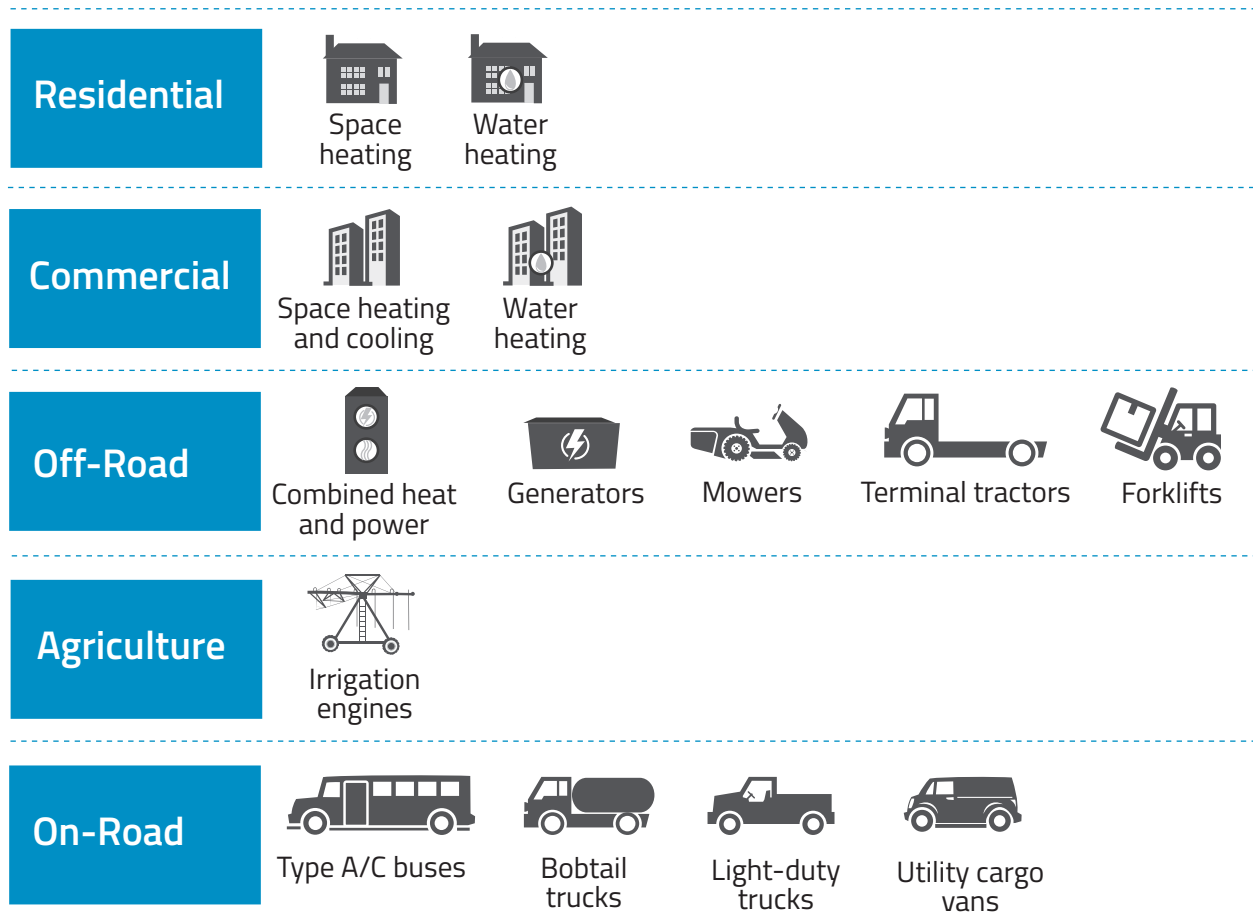 Residential
Space
heating
Water
heating
Commercial
Space heating
and cooling
Water
heating
Off-Road
Combined heat
and power
Generators
Mowers
Terminal tractors
Forklifts
Agriculture
Irrigation
engines
On-Road
Type A/C buses
Bobtail
trucks
Light-duty
trucks
Utility cargo
vans